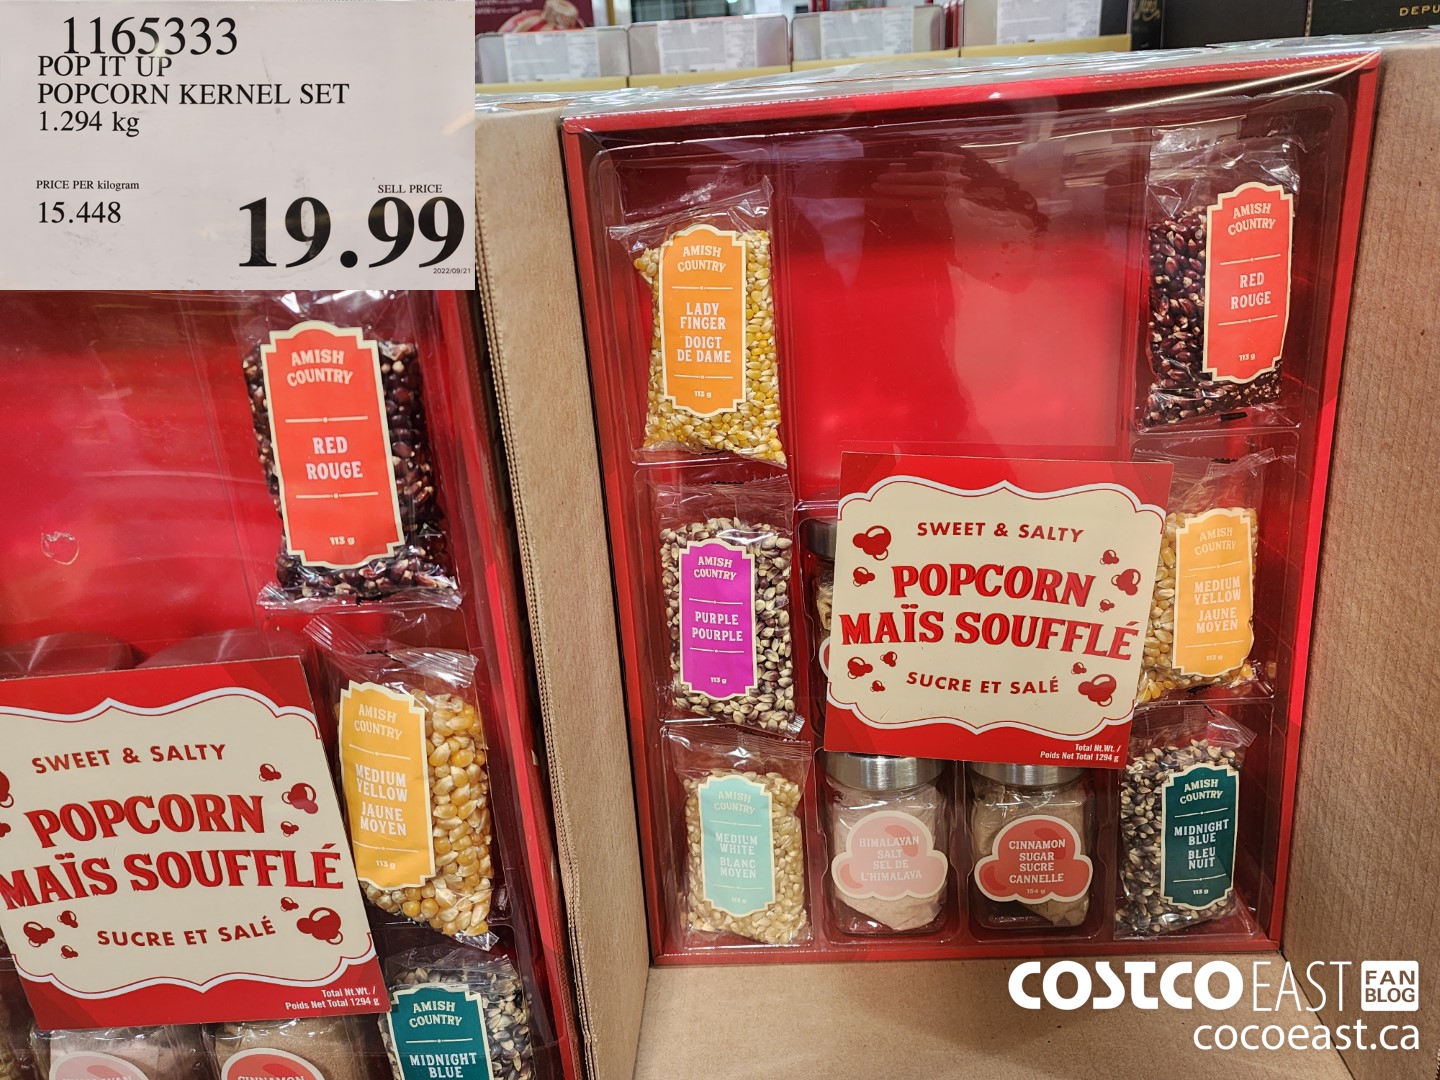 1165333
POP IT UP
POPCORN KERNEL SET
1.294 kg
PRICE PER kilogram
15.448
SELL PRICE
19.99
2022/09/21
DEPU
AMISH
COUNTRY
RED
ROUGE
113 g
SWEET & SALTY
POPCORN
MAÏS SOUFFLÉ
SUCRE ET SALÉ
Total Nt.Wt. /
Poids Net Total 1294 g
AMISH
COUNTRY
MEDIUM
YELLOW
JAUNE
MOYEN
113 g
AMISH
COUNTRY
MIDNIGHT
BLUE
CINNAMON
AMISH
COUNTRY
LADY
FINGER
DOIGT
DE DAME
113 g
AMISH
COUNTRY
RED
ROUGE
113 g
AMISH
COUNTRY
PURPLE
POURPLE
113 g
SWEET & SALTY
POPCORN
MAÏS SOUFFLÉ
SUCRE ET SALÉ
Total Nt.Wt. /
Poids Net Total 1294 g
AMISH
COUNTRY
MEDIUM
YELLOW
JAUNE
MOYEN
113 g
AMISH
COUNTRY
MEDIUM
WHITE
BLANC
MOYEN
113 g
HIMALAYAN
SALT
SEL DE
L'HIMALAYA
CINNAMON
SUGAR
SUCRE
CANNELLE
154 g
AMISH
COUNTRY
MIDNIGHT
BLUE
BLEU
NUIT
113 g
COSTCO EAST FAN BLOG
cocoeast.ca